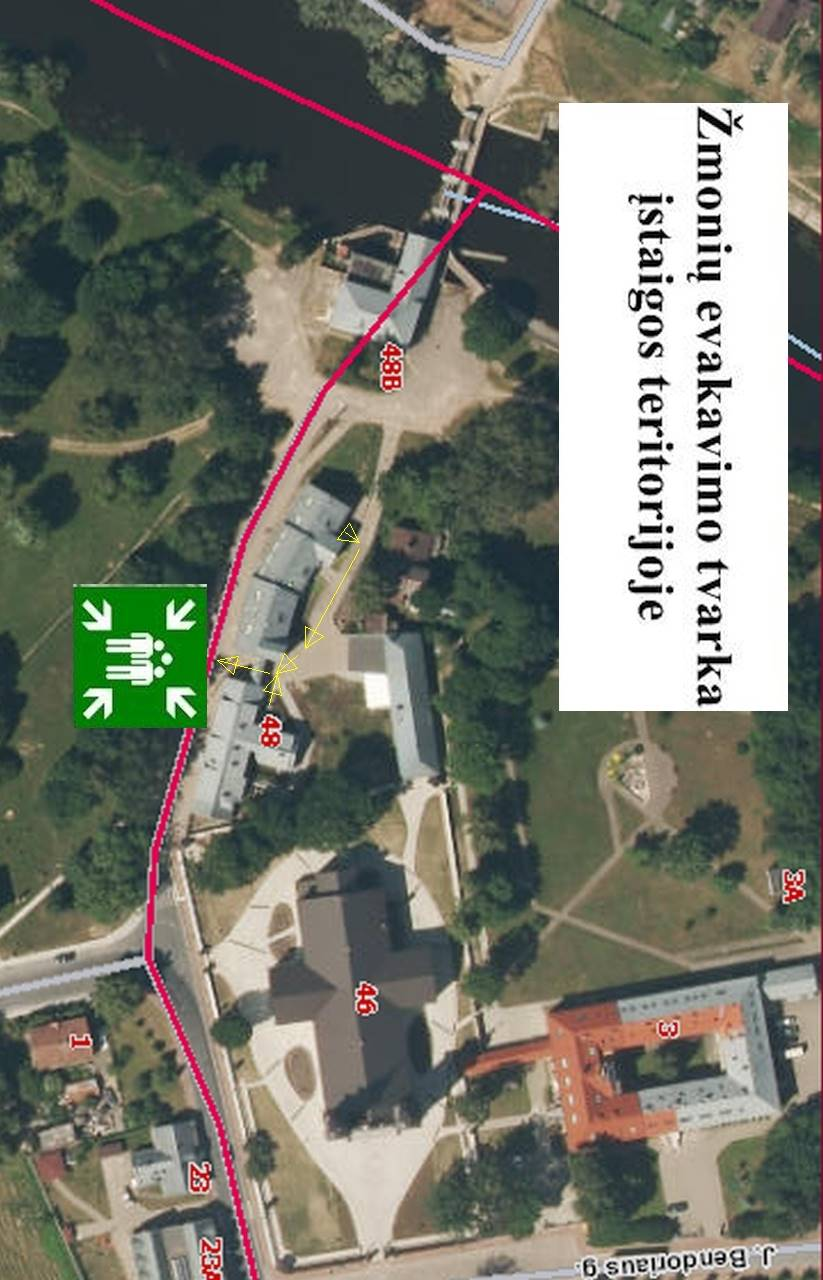 Žmonių evakavimo tvarka
įstaigos teritorijoje
48B
48
3A
46
3
1
23
23A
J. Bendoriaus g.